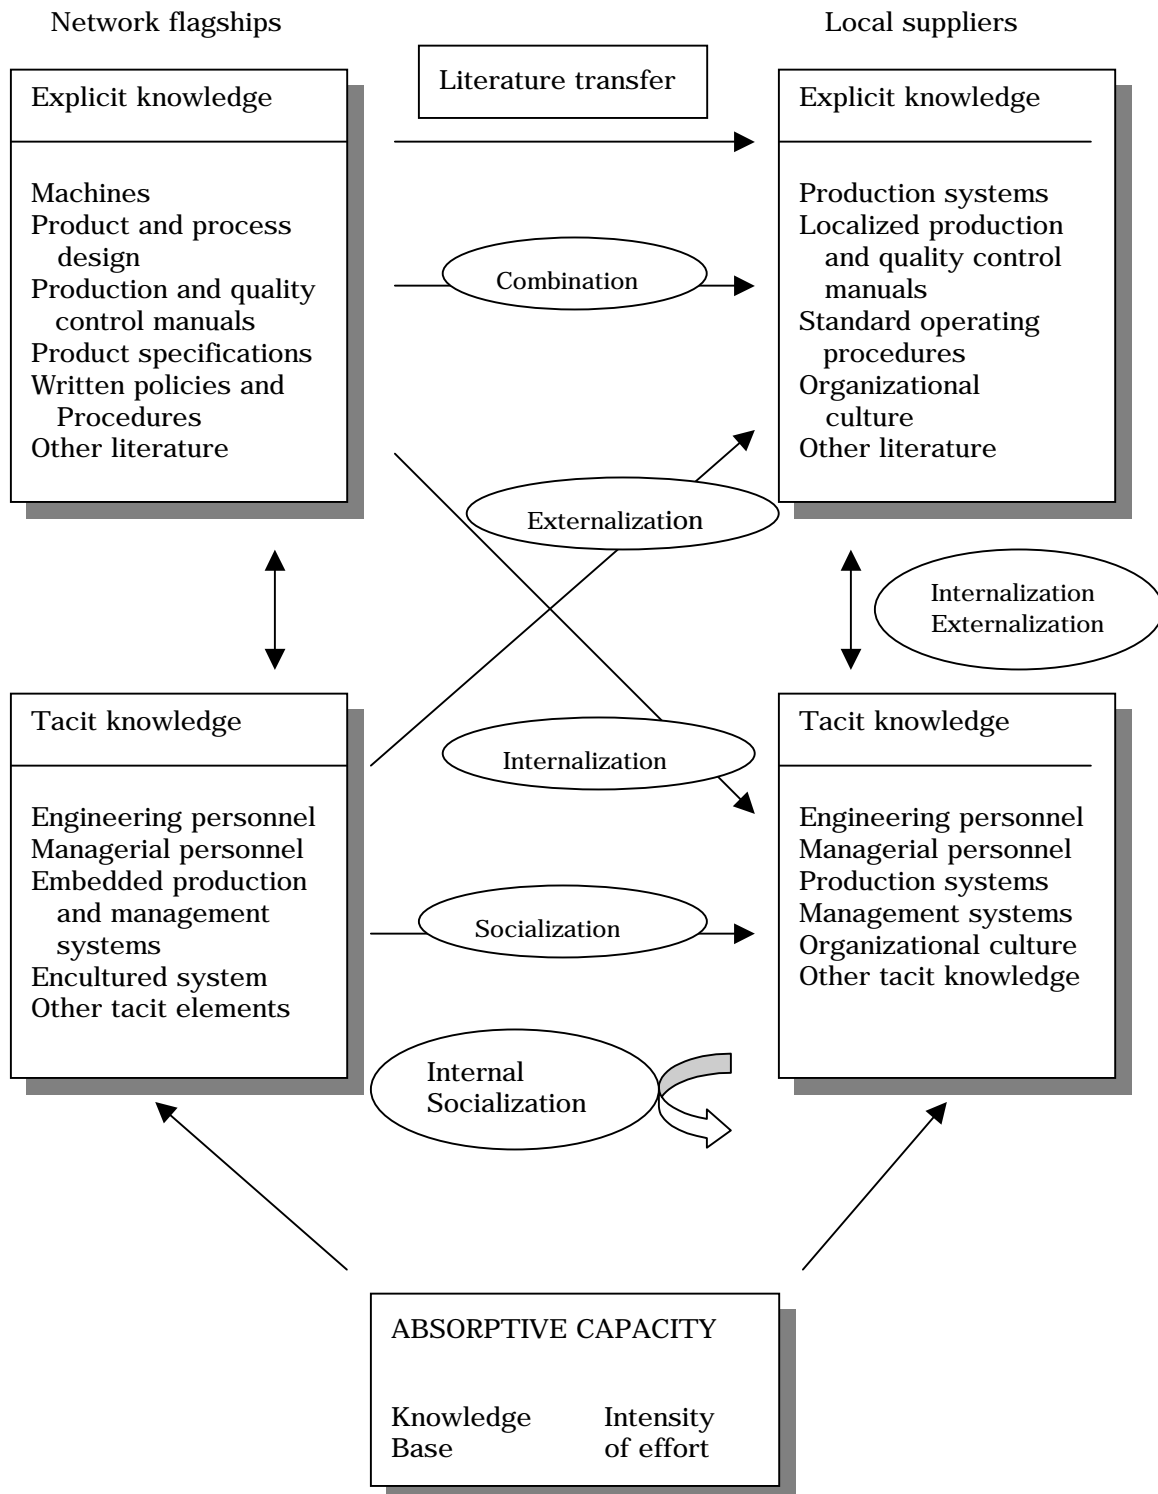 Network flagships
Local suppliers
Literature transfer
Explicit knowledge
Machines
Product and process
design
Production and quality
control manuals
Product specifications
Written policies and
Procedures
Other literature
Explicit knowledge
Production systems
Localized production
and quality control
manuals
Standard operating
procedures
Organizational
culture
Other literature
Combination
Externalization
Internalization
Externalization
Internalization
Tacit knowledge
Engineering personnel
Managerial personnel
Embedded production
and management
systems
Encultured system
Other tacit elements
Tacit knowledge
Engineering personnel
Managerial personnel
Production systems
Management systems
Organizational culture
Other tacit knowledge
Socialization
Internal
Socialization
ABSORPTIVE CAPACITY
Knowledge
Base
Intensity
of effort